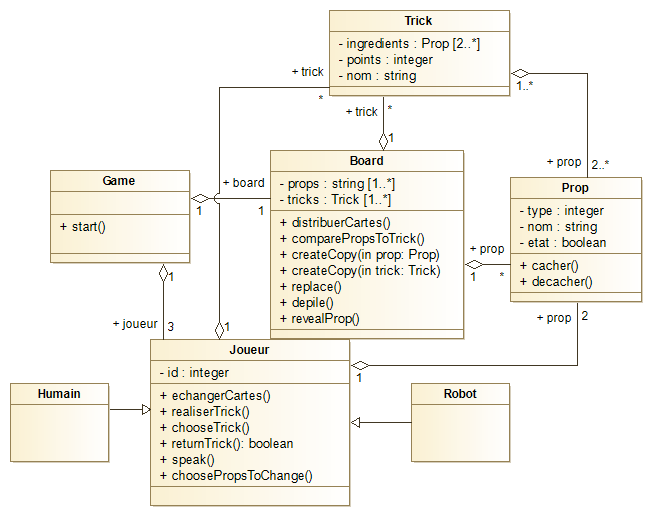 Trick
- ingredients : Prop [2..*]
- points : integer
- nom : string
+ trick
*
1..*
+ trick
*
+ prop
2..*
1
Game
+ start()
+ board
1
1
Board
- props : string [1..*]
- tricks : Trick [1..*]
+ distribuerCartes()
+ comparePropsToTrick()
+ createCopy(in prop: Prop)
+ createCopy(in trick: Trick)
+ replace()
+ depile()
+ revealProp()
Prop
- type : integer
- nom : string
- etat : boolean
+ cacher()
+ decacher()
+ prop
1
*
1
+ joueur
3
1
+ prop
2
Joueur
- id : integer
+ echangerCartes()
+ realiserTrick()
+ chooseTrick()
+ returnTrick(): boolean
+ speak()
+ choosePropsToChange()
1
Humain
Robot